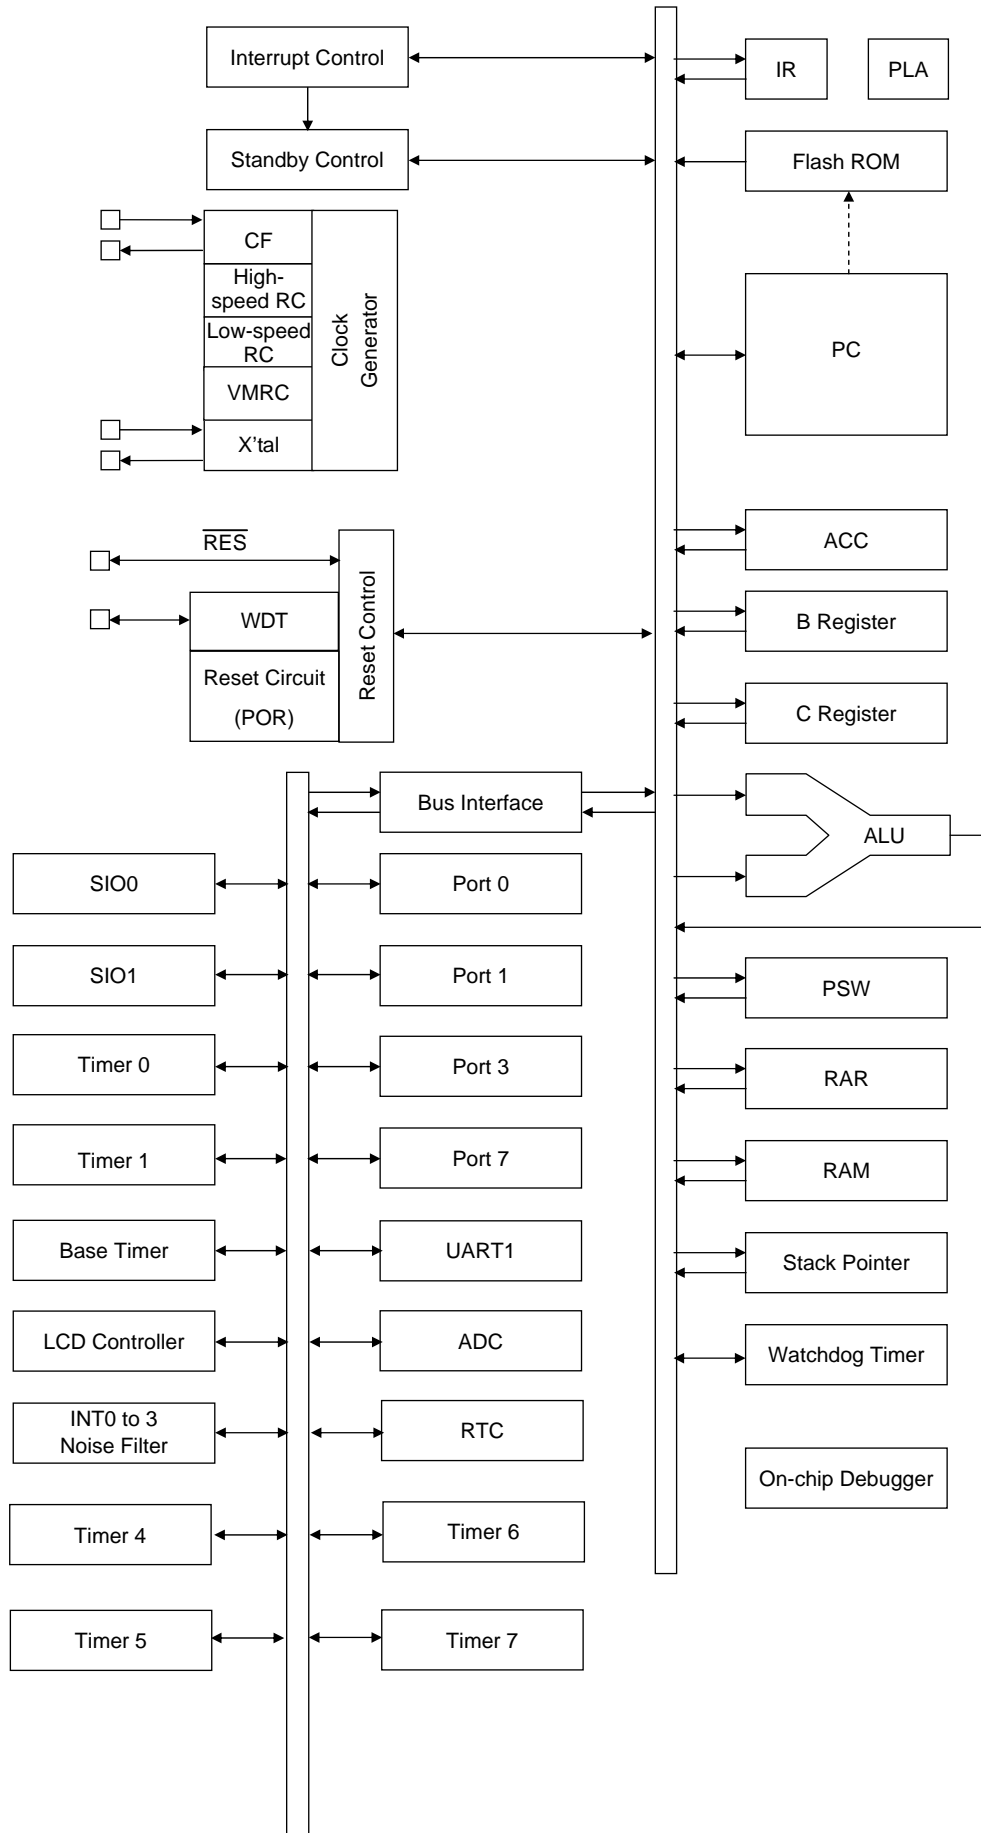 Interrupt Control
IR
PLA
Standby Control
Flash ROM
CF
High-
speed RC
Low-speed
RC
VMRC
X'tal
Clock
Generator
PC
RES
WDT
Reset Circuit
(POR)
Reset Control
ACC
B Register
C Register
Bus Interface
ALU
SIO0
Port 0
SIO1
Port 1
PSW
Timer 0
Port 3
RAR
Timer 1
Port 7
RAM
Base Timer
UART1
Stack Pointer
LCD Controller
ADC
Watchdog Timer
INT0 to 3
Noise Filter
RTC
On-chip Debugger
Timer 4
Timer 6
Timer 5
Timer 7